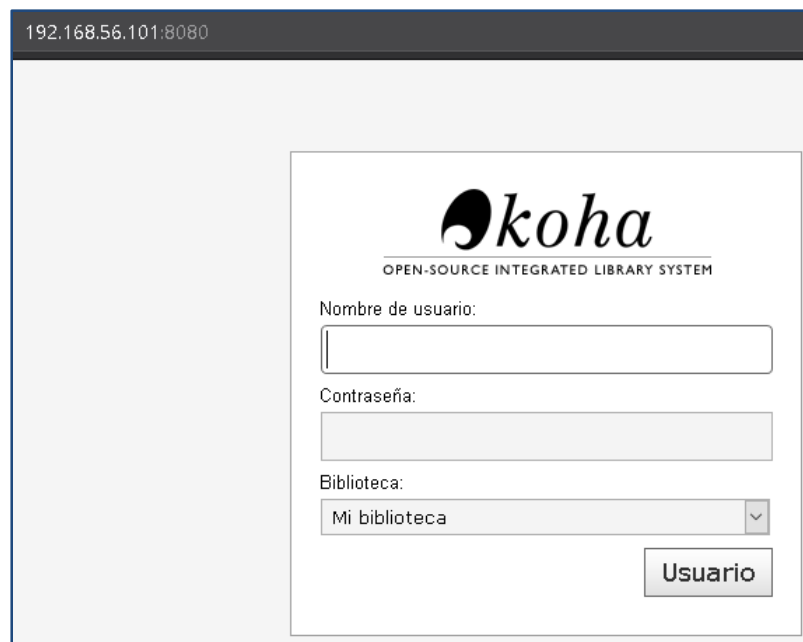 192.168.56.101:8080
koha
OPEN-SOURCE INTEGRATED LIBRARY SYSTEM
Nombre de usuario:
Contraseña:
Biblioteca:
Mi biblioteca
Usuario